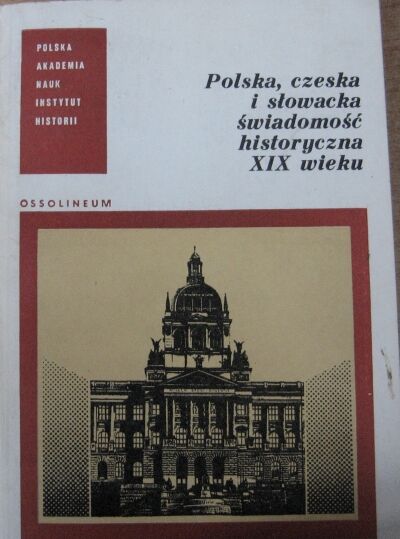 POLSKA
AKADEMIA
NAUK
INSTYTUT
HISTORII
Polska, czeska
i słowacka
świadomość
historyczna
XIX wieku
OSSOLINEUM